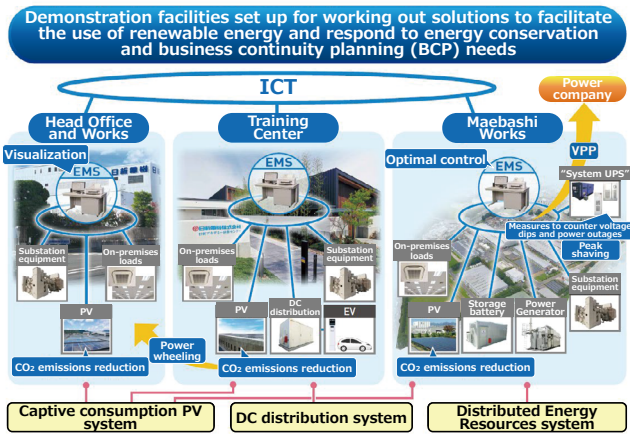 Demonstration facilities set up for working out solutions to facilitate
the use of renewable energy and respond to energy conservation
and business continuity planning (BCP) needs
ICT
Power
company
Head Office
and Works
Training
Center
Maebashi
Works
VPP
Visualization
EMS
EMS
Optimal control
EMS
"System UPS"
Measures to counter voltage
dips and power outages
Peak
shaving
Substation
equipment
On-premises
loads
On-premises
loads
Substation
equipment
On-premises
loads
Substation
equipment
PV
PV
DC
distribution
EV
PV
Storage
battery
Power
Generator
Power
wheeling
CO₂ emissions reduction
CO₂ emissions reduction
CO₂ emissions reduction
Captive consumption PV
system
DC distribution system
Distributed Energy
Resources system